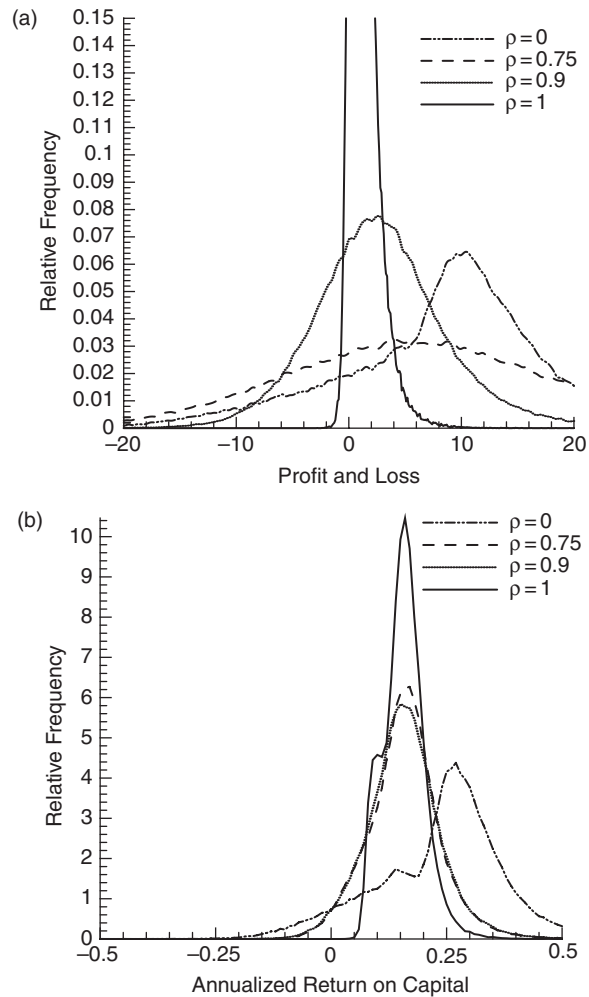 (a)
0.15
0.14
0.13
0.12
0.11
0.1
0.09
0.08
0.07
0.06
0.05
0.04
0.03
0.02
0.01
0
Relative Frequency
ρ=0
ρ=0.75
ρ=0.9
ρ=1
−20 −10 0 10 20
Profit and Loss
(b)
10
9
8
7
6
5
4
3
2
1
0
Relative Frequency
ρ=0
ρ=0.75
ρ=0.9
ρ=1
−0.5 −0.25 0 0.25 0.5
Annualized Return on Capital